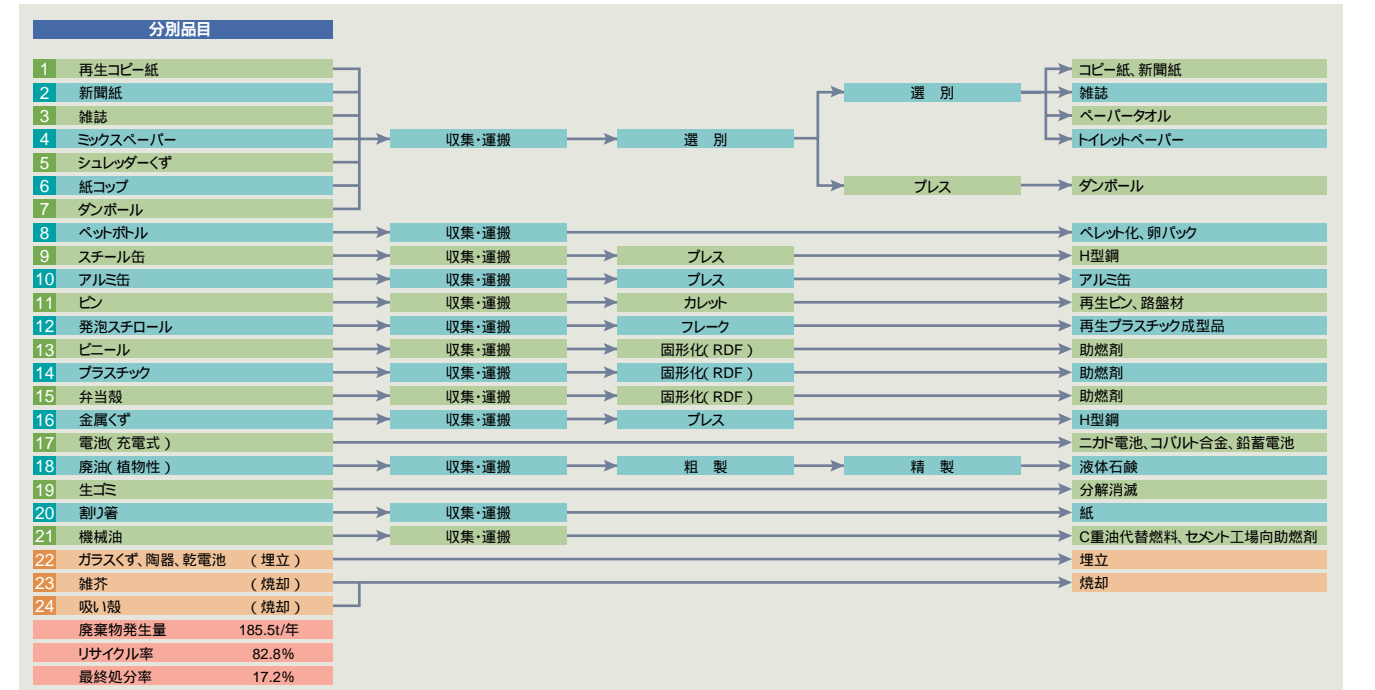 分別品目
1 再生コピー紙 コピー紙、新聞紙
2 新聞紙 選 別 雑誌
3 雑誌 ペーパータオル
4 ミックスペーパー 収集・運搬 選 別 トイレットペーパー
5 シュレッダーくず
6 紙コップ プレス ダンボール
7 ダンボール
8 ペットボトル 収集・運搬 ペレット化、卵パック
9 スチール缶 収集・運搬 プレス H型鋼
10 アルミ缶 収集・運搬 プレス アルミ缶
11 ビン 収集・運搬 カレット 再生ビン、路盤材
12 発泡スチロール 収集・運搬 フレーク 再生プラスチック成型品
13 ビニール 収集・運搬 固形化(RDF) 助燃剤
14 プラスチック 収集・運搬 固形化(RDF) 助燃剤
15 弁当殻 収集・運搬 固形化(RDF) 助燃剤
16 金属くず 収集・運搬 プレス H型鋼
17 電池(充電式) ニカド電池、コバルト合金、鉛蓄電池
18 廃油(植物性) 収集・運搬 粗 製 精 製 液体石鹸
19 生ゴミ 分解消滅
20 割り箸 収集・運搬 紙
21 機械油 収集・運搬 C重油代替燃料、セメント工場向助燃剤
22 ガラスくず、陶器、乾電池 (埋立) 埋立
23 雑芥 (焼却) 焼却
24 吸い殻 (焼却)
廃棄物発生量 185.5t/年
リサイクル率 82.8%
最終処分率 17.2%